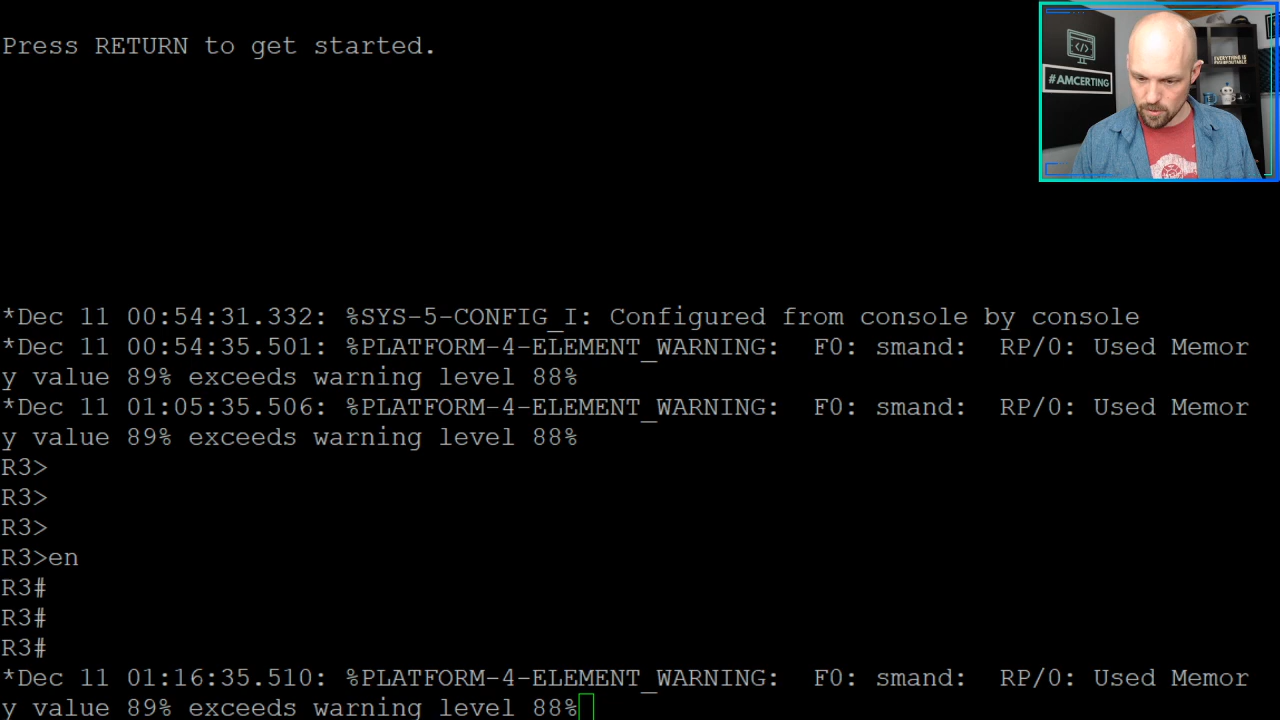 Press RETURN to get started.
#AMCERTING
*Dec 11 00:54:31.332: %SYS-5-CONFIG_I: Configured from console by console
*Dec 11 00:54:35.501: %PLATFORM-4-ELEMENT_WARNING:  F0: smand:  RP/0: Used Memor
y value 89% exceeds warning level 88%
*Dec 11 01:05:35.506: %PLATFORM-4-ELEMENT_WARNING:  F0: smand:  RP/0: Used Memor
y value 89% exceeds warning level 88%
R3>
R3>
R3>
R3>en
R3#
R3#
R3#
*Dec 11 01:16:35.510: %PLATFORM-4-ELEMENT_WARNING:  F0: smand:  RP/0: Used Memor
y value 89% exceeds warning level 88%